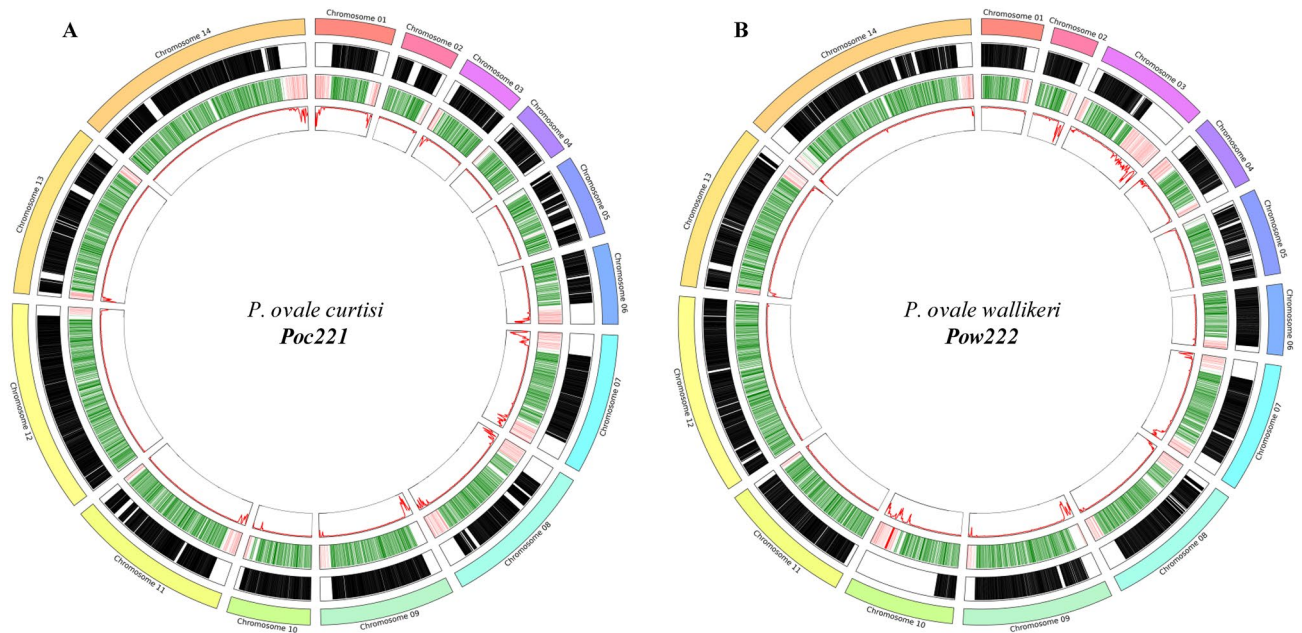 A
Chromosome 01
Chromosome 02
Chromosome 03
Chromosome 04
Chromosome 05
Chromosome 06
Chromosome 07
Chromosome 08
Chromosome 09
Chromosome 10
Chromosome 11
Chromosome 12
Chromosome 13
Chromosome 14
P. ovale curtisi
Poc221
B
Chromosome 01
Chromosome 02
Chromosome 03
Chromosome 04
Chromosome 05
Chromosome 06
Chromosome 07
Chromosome 08
Chromosome 09
Chromosome 10
Chromosome 11
Chromosome 12
Chromosome 13
Chromosome 14
P. ovale wallikeri
Pow222